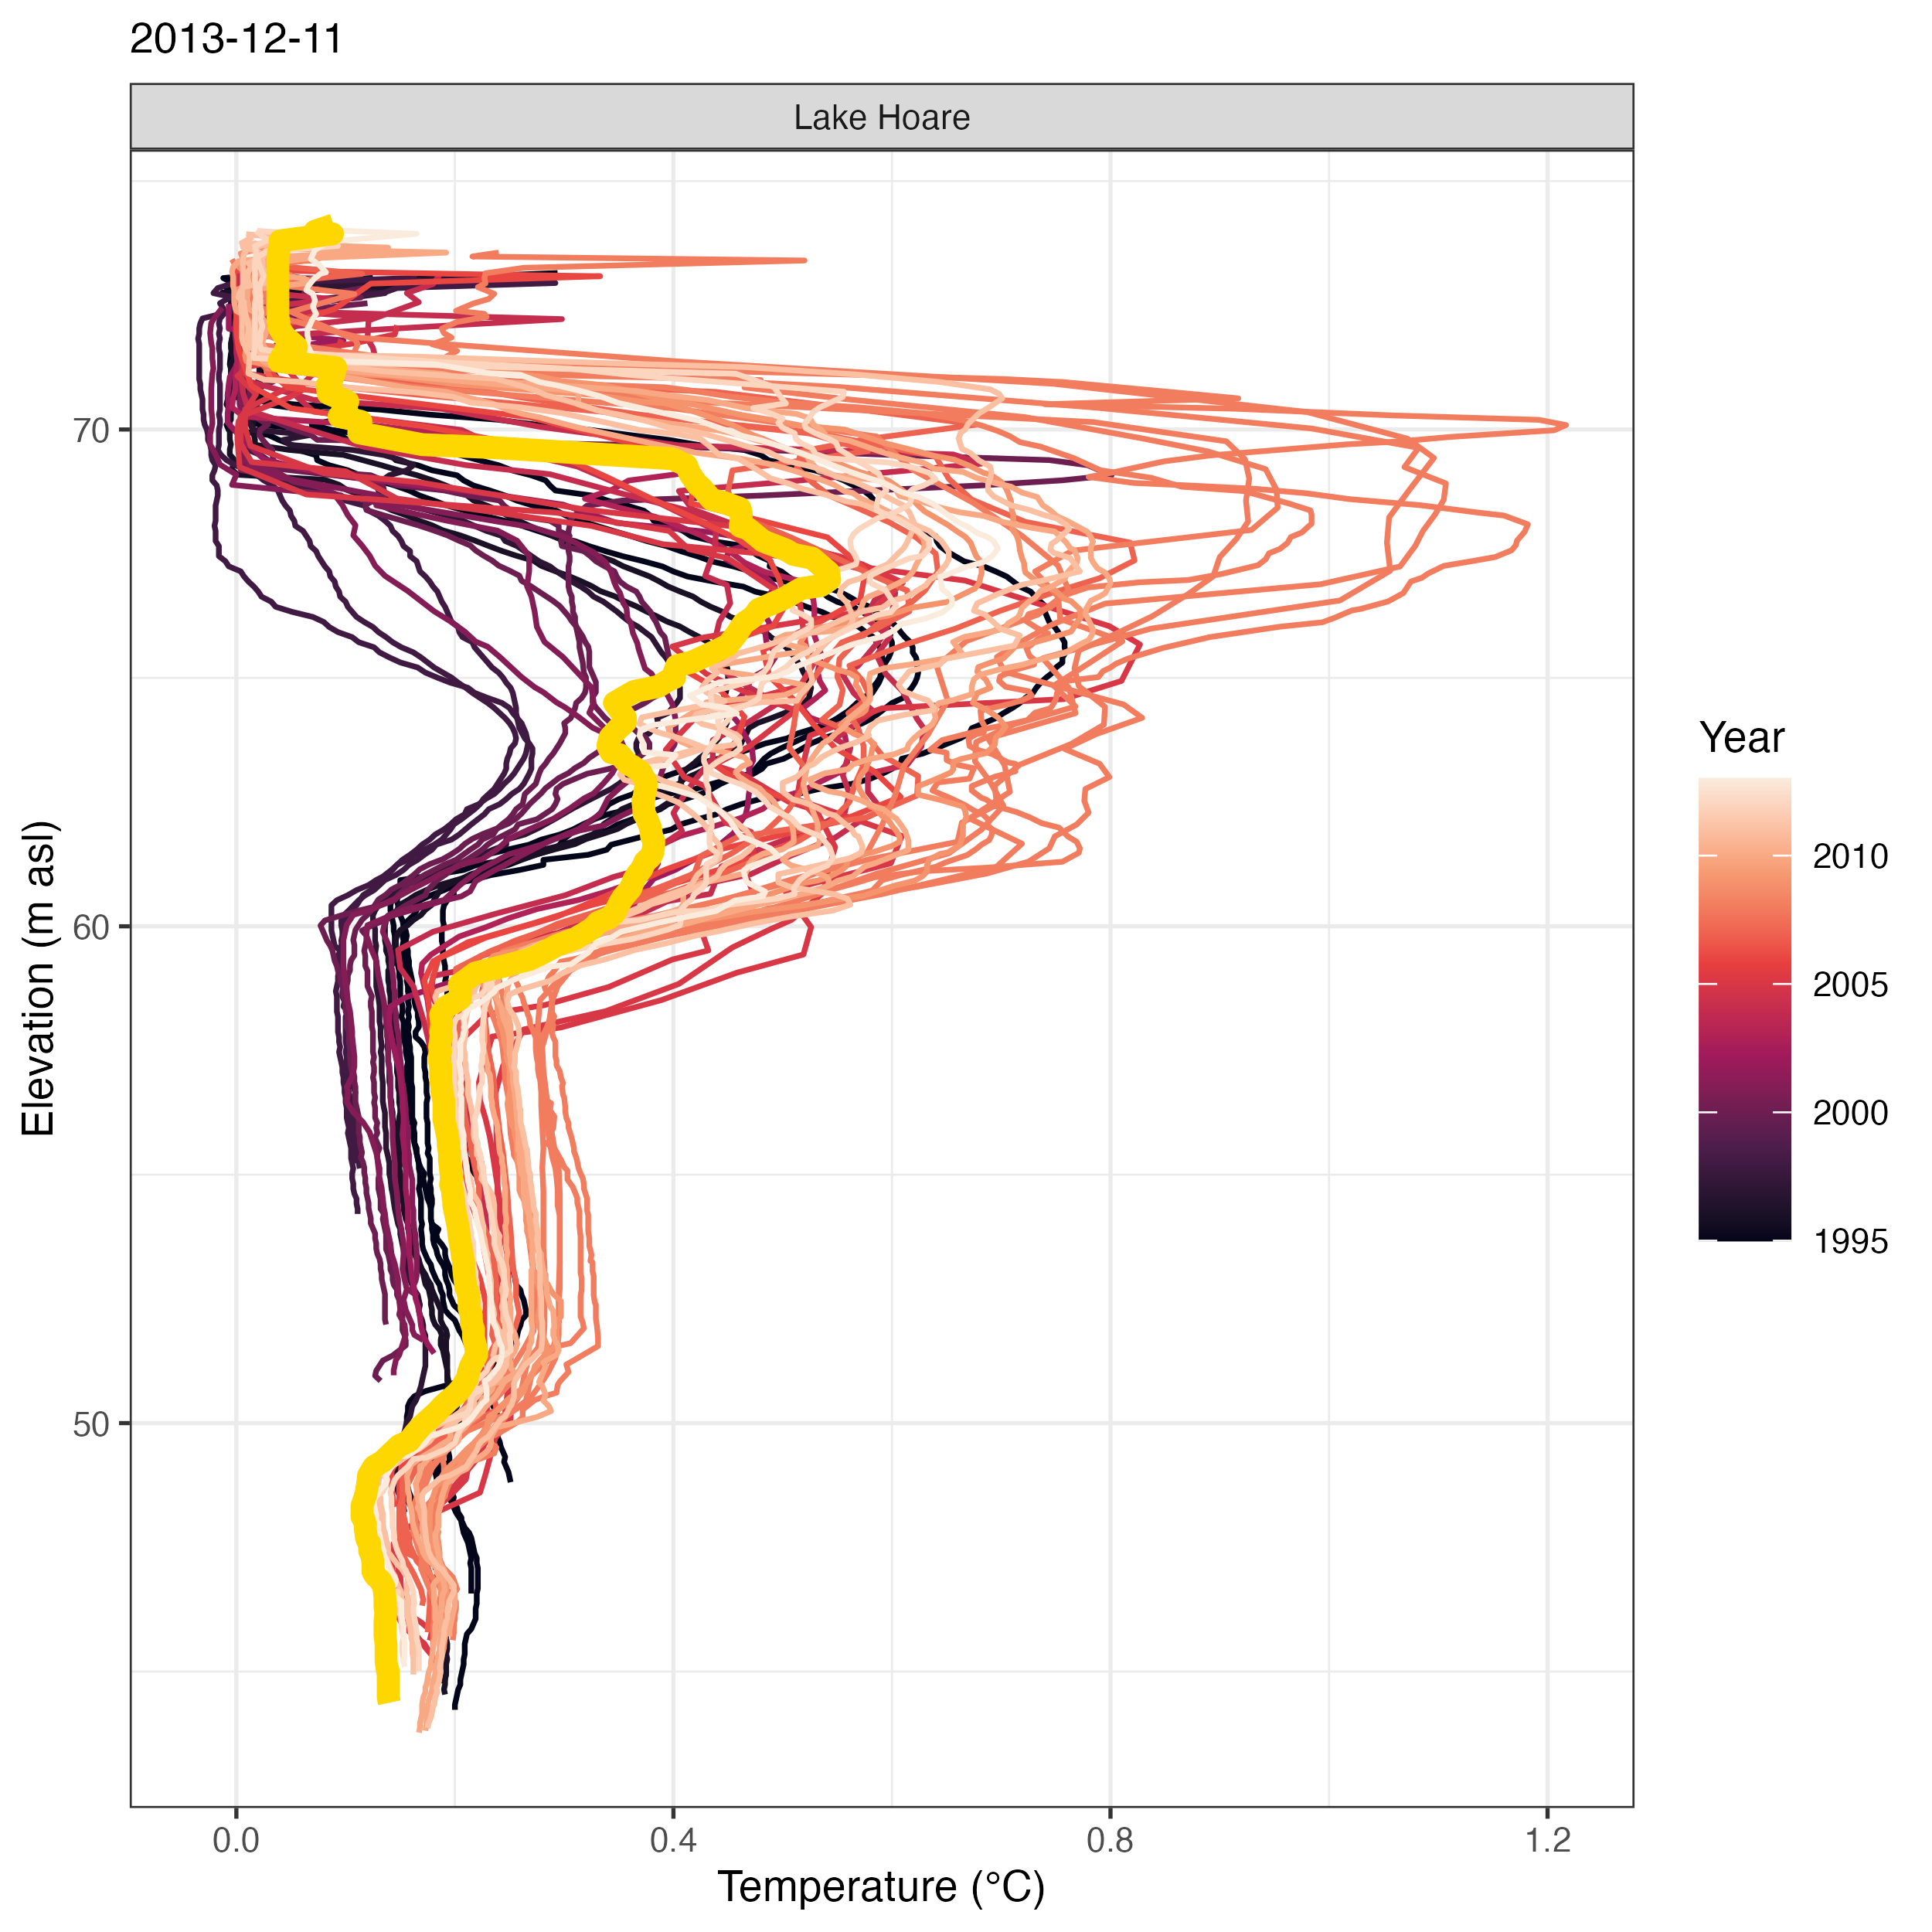 2013-12-11
Lake Hoare
Elevation (m asl)
70
60
50
0.0 0.4 0.8 1.2
Temperature (°C)
Year
2010
2005
2000
1995